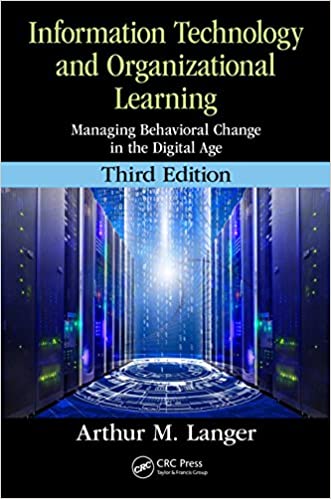 Information Technology
and Organizational
Learning
Managing Behavioral Change
in the Digital Age
Third Edition
Arthur M. Langer
CRC
CRC Press
Taylor & Francis Group